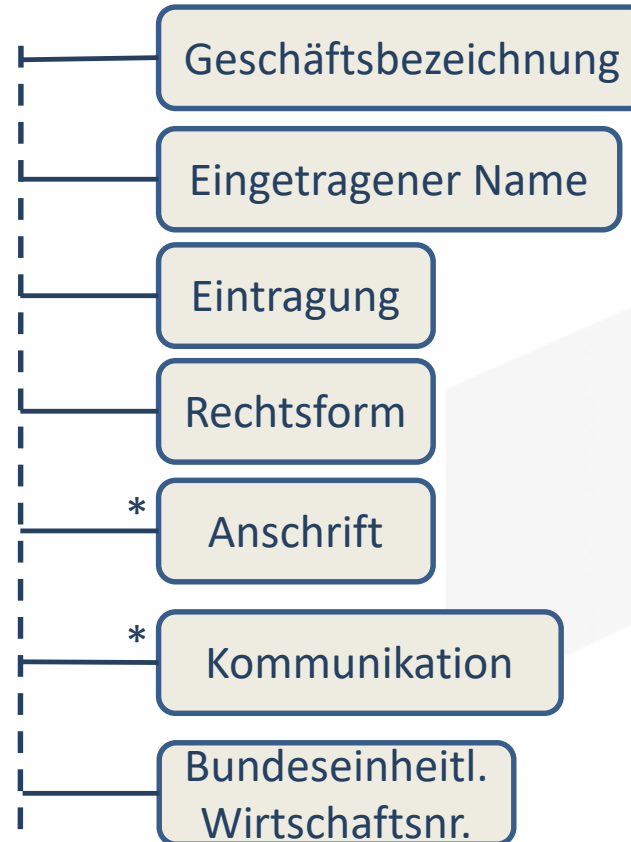 Geschäftsbezeichnung
Eingetragener Name
Eintragung
Rechtsform
* Anschrift
* Kommunikation
Bundeseinheitl.
Wirtschaftsnr.